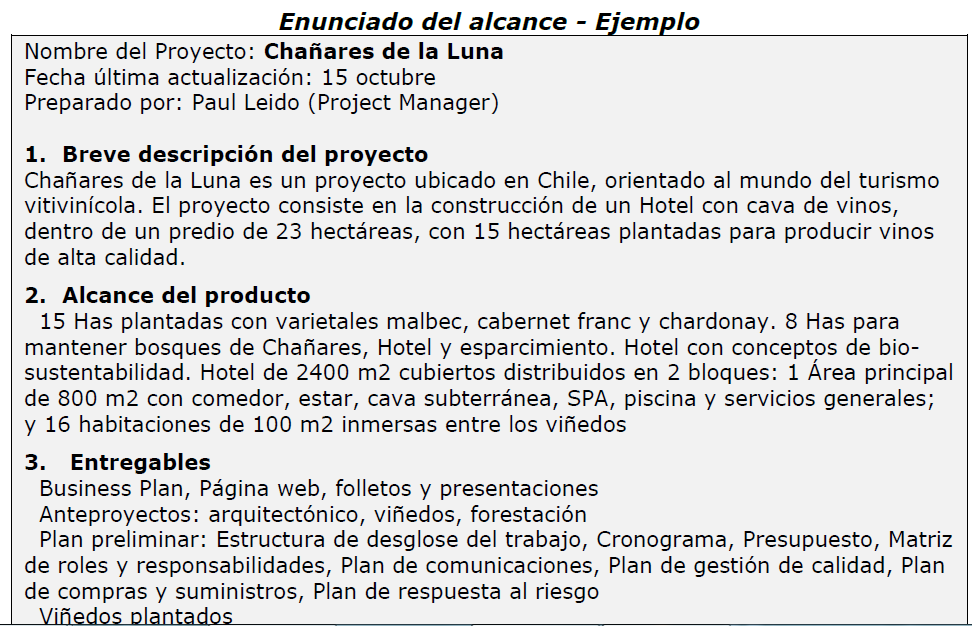 Enunciado del alcance – Ejemplo
Nombre del Proyecto: Chañares de la Luna
Fecha última actualización: 15 octubre
Preparado por: Paul Leido (Project Manager)
1. Breve descripción del proyecto
Chañares de la Luna es un proyecto ubicado en Chile, orientado al mundo del turismo
vitivinícola. El proyecto consiste en la construcción de un Hotel con cava de vinos,
dentro de un predio de 23 hectáreas, con 15 hectáreas plantadas para producir vinos
de alta calidad.
2. Alcance del producto
15 Has plantadas con varietales malbec, cabernet franc y chardonay. 8 Has para
mantener bosques de Chañares, Hotel y esparcimiento. Hotel con conceptos de bio-
sustentabilidad. Hotel de 2400 m2 cubiertos distribuidos en 2 bloques: 1 Área principal
de 800 m2 con comedor, estar, cava subterránea, SPA, piscina y servicios generales;
y 16 habitaciones de 100 m2 inmersas entre los viñedos
3. Entregables
Business Plan, Página web, folletos y presentaciones
Anteproyectos: arquitectónico, viñedos, forestación
Plan preliminar: Estructura de desglose del trabajo, Cronograma, Presupuesto, Matriz
de roles y responsabilidades, Plan de comunicaciones, Plan de gestión de calidad, Plan
de compras y suministros, Plan de respuesta al riesgo
Viñedos plantados